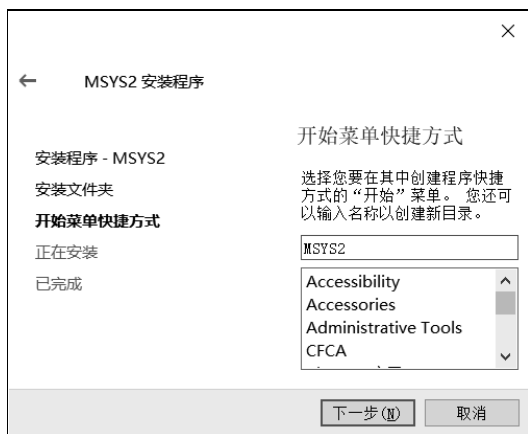 MSYS2 安装程序
安装程序 - MSYS2
安装文件夹
开始菜单快捷方式
正在安装
已完成
开始菜单快捷方式
选择您要在其中创建程序快捷
方式的“开始”菜单。 您还可
以输入名称以创建新目录。
MSYS2
Accessibility
Accessories
Administrative Tools
CFCA
下一步(N)
取消